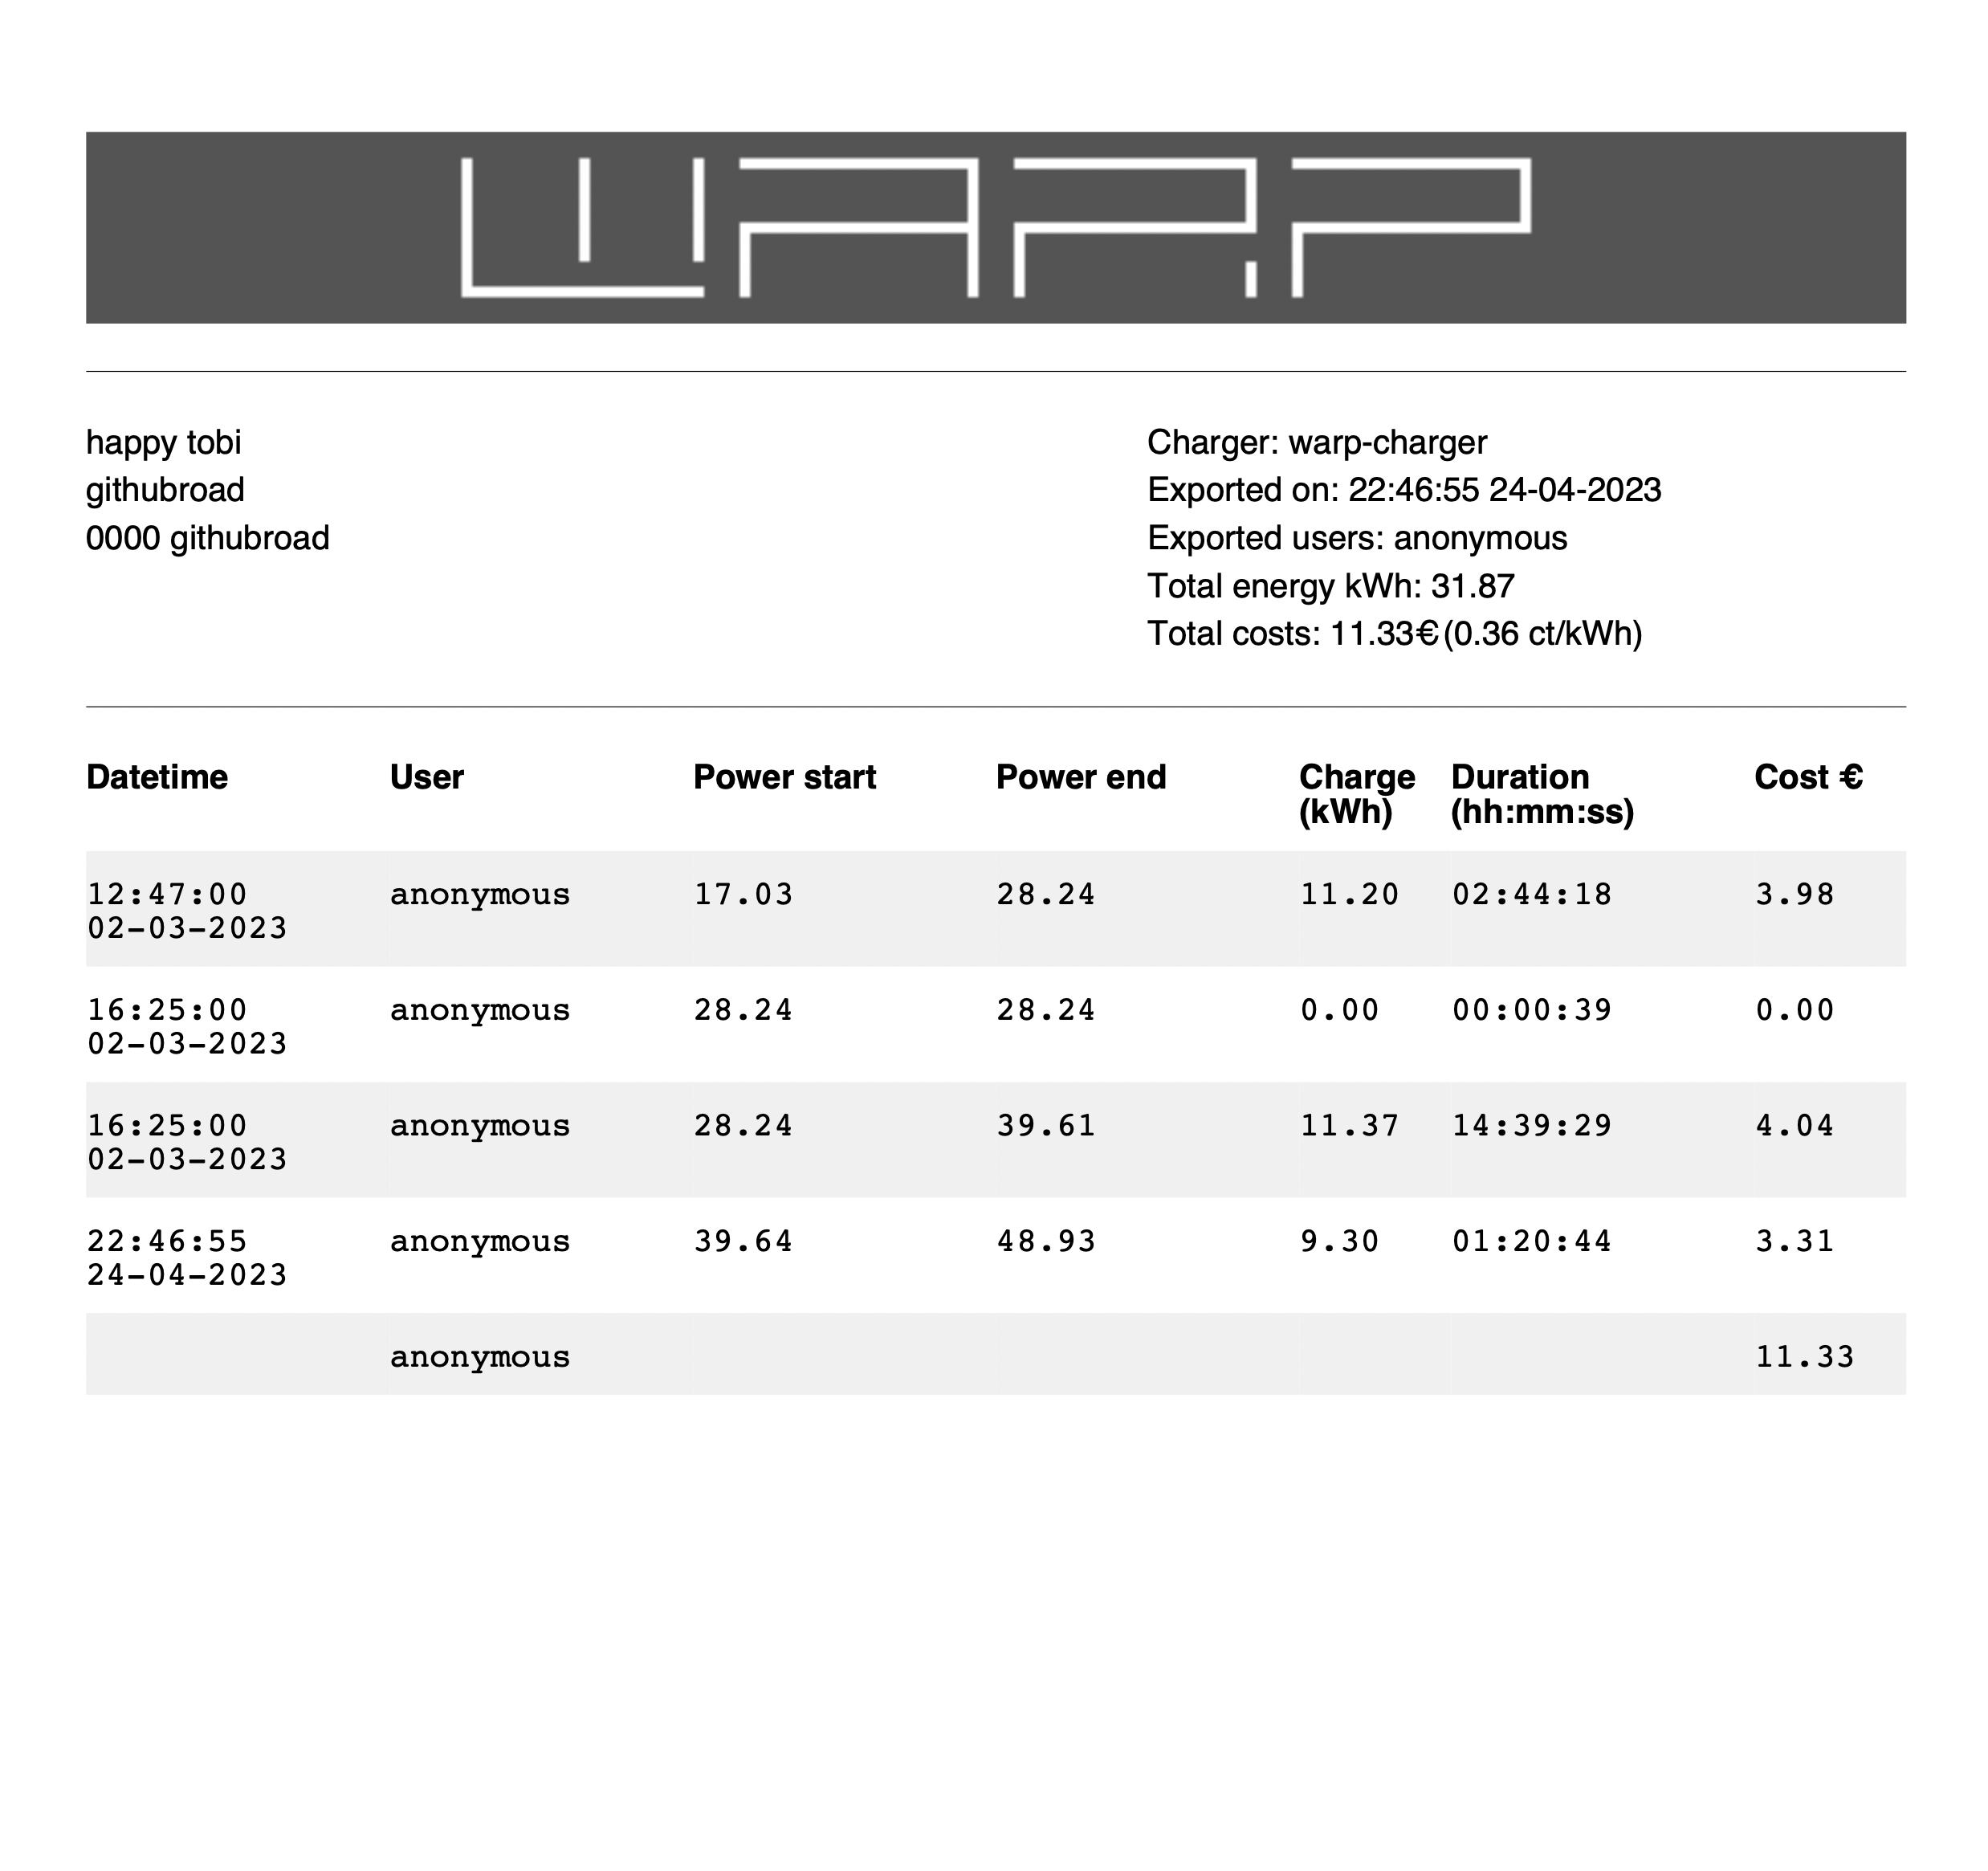 WARP
happy tobi
githubroad
0000 githubroad
Charger: warp-charger
Exported on: 22:46:55 24-04-2023
Exported users: anonymous
Total energy kWh: 31.87
Total costs: 11.33€(0.36 ct/kWh)
Datetime User Power start Power end Charge (kWh) Duration (hh:mm:ss) Cost €
12:47:00 anonymous 17.03 28.24 11.20 02:44:18 3.98
02-03-2023
16:25:00 anonymous 28.24 28.24 0.00 00:00:39 0.00
02-03-2023
16:25:00 anonymous 28.24 39.61 11.37 14:39:29 4.04
02-03-2023
22:46:55 anonymous 39.64 48.93 9.30 01:20:44 3.31
24-04-2023
anonymous 11.33